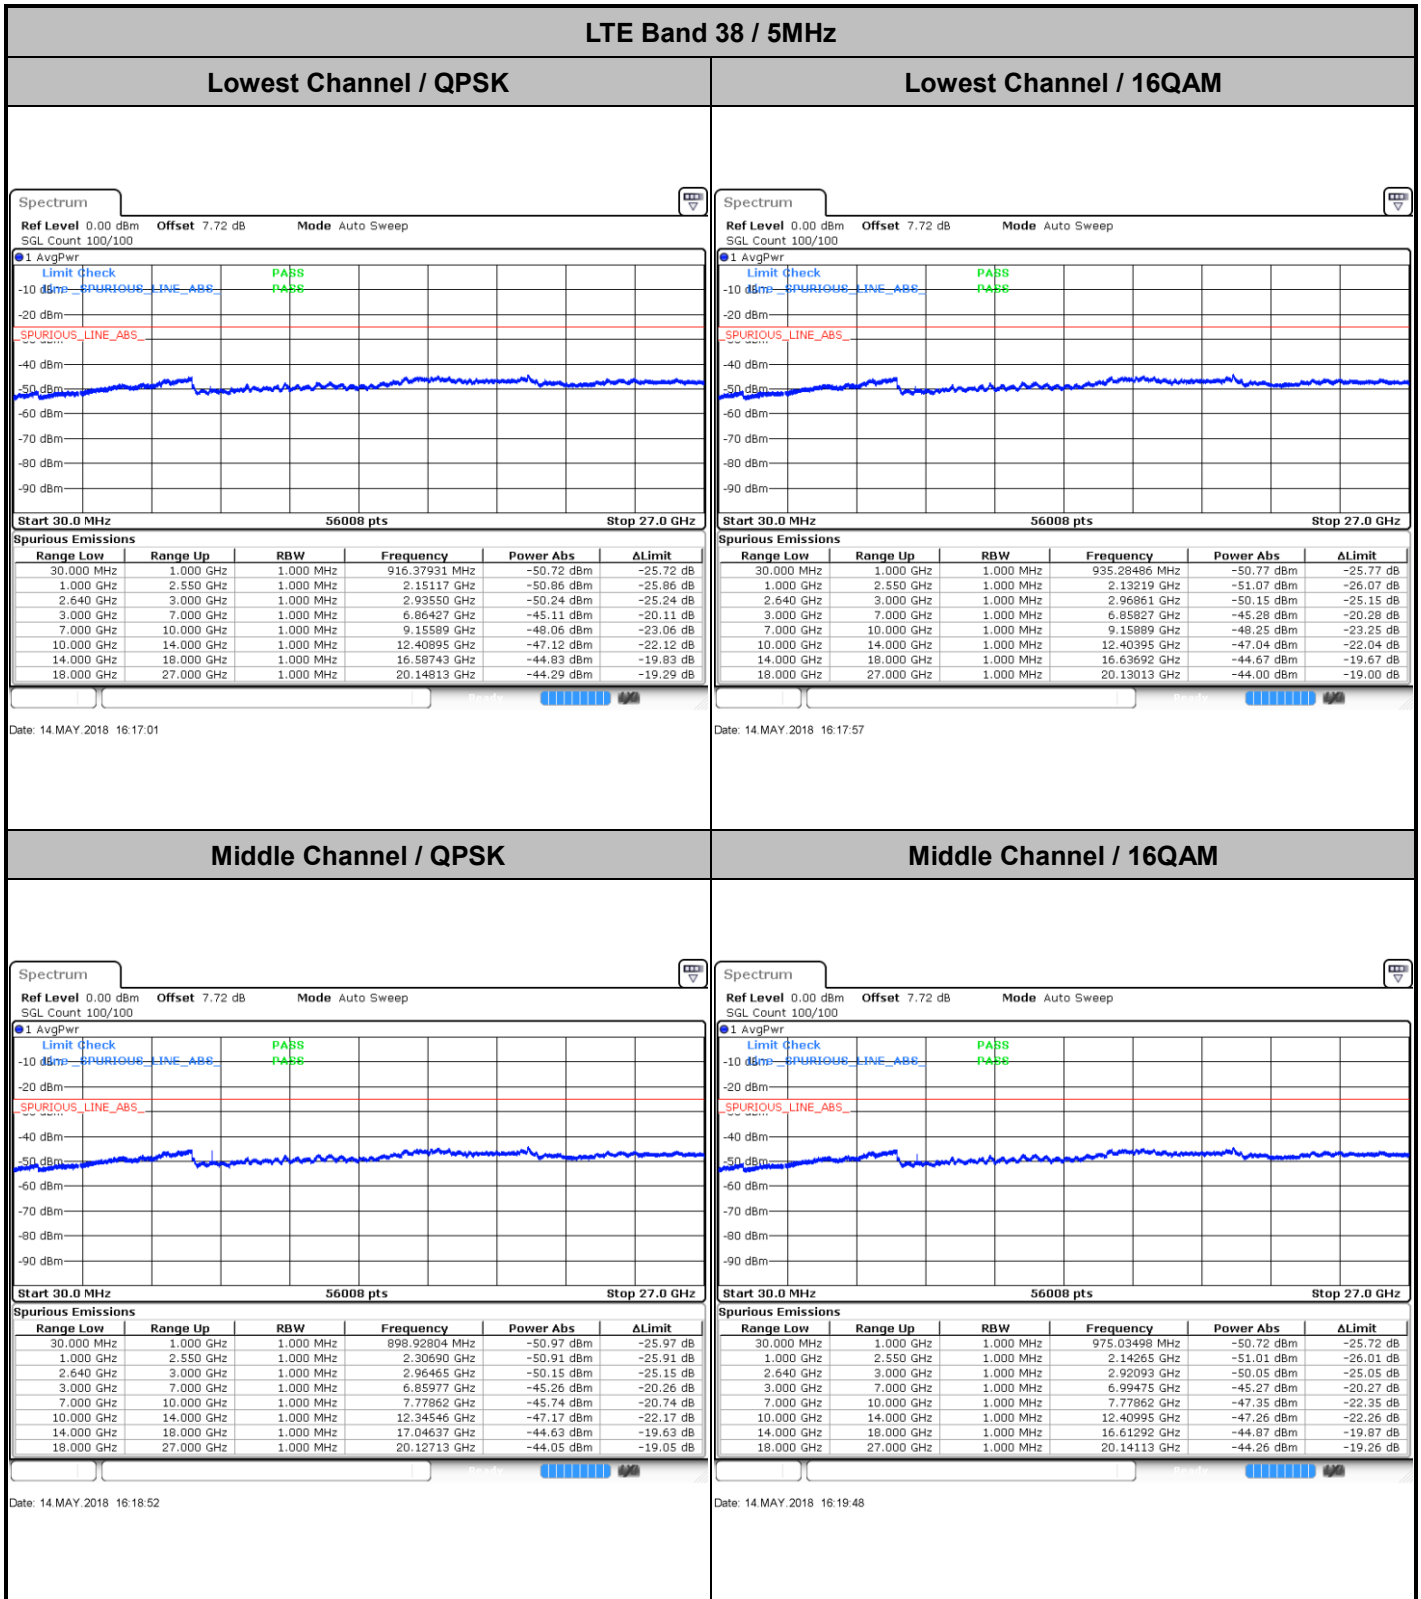 LTE Band 38 / 5MHz
Lowest Channel / QPSK
Lowest Channel / 16QAM
Spectrum
Ref Level 0.00 dBm Offset 7.72 dB Mode Auto Sweep
SGL Count 100/100
1 AvgPwr
Limit Check PASS
Line _SPURIOUS_LINE_ABS_ PASS
-10 dBm
-20 dBm
_SPURIOUS_LINE_ABS_
-40 dBm
-50 dBm
-60 dBm
-70 dBm
-80 dBm
-90 dBm
Start 30.0 MHz 56008 pts Stop 27.0 GHz
Spurious Emissions
Range Low Range Up RBW Frequency Power Abs ΔLimit
30.000 MHz 1.000 GHz 1.000 MHz 916.37931 MHz -50.72 dBm -25.72 dB
1.000 GHz 2.550 GHz 1.000 MHz 2.15117 GHz -50.86 dBm -25.86 dB
2.640 GHz 3.000 GHz 1.000 MHz 2.93550 GHz -50.24 dBm -25.24 dB
3.000 GHz 7.000 GHz 1.000 MHz 6.86427 GHz -45.11 dBm -20.11 dB
7.000 GHz 10.000 GHz 1.000 MHz 9.15589 GHz -48.06 dBm -23.06 dB
10.000 GHz 14.000 GHz 1.000 MHz 12.40895 GHz -47.12 dBm -22.12 dB
14.000 GHz 18.000 GHz 1.000 MHz 16.58743 GHz -44.83 dBm -19.83 dB
18.000 GHz 27.000 GHz 1.000 MHz 20.14813 GHz -44.29 dBm -19.29 dB
Ready
Date: 14.MAY.2018 16:17:01
Spectrum
Ref Level 0.00 dBm Offset 7.72 dB Mode Auto Sweep
SGL Count 100/100
1 AvgPwr
Limit Check PASS
Line _SPURIOUS_LINE_ABS_ PASS
-10 dBm
-20 dBm
_SPURIOUS_LINE_ABS_
-40 dBm
-50 dBm
-60 dBm
-70 dBm
-80 dBm
-90 dBm
Start 30.0 MHz 56008 pts Stop 27.0 GHz
Spurious Emissions
Range Low Range Up RBW Frequency Power Abs ΔLimit
30.000 MHz 1.000 GHz 1.000 MHz 935.28486 MHz -50.77 dBm -25.77 dB
1.000 GHz 2.550 GHz 1.000 MHz 2.13219 GHz -51.07 dBm -26.07 dB
2.640 GHz 3.000 GHz 1.000 MHz 2.96861 GHz -50.15 dBm -25.15 dB
3.000 GHz 7.000 GHz 1.000 MHz 6.85827 GHz -45.28 dBm -20.28 dB
7.000 GHz 10.000 GHz 1.000 MHz 9.15889 GHz -48.25 dBm -23.25 dB
10.000 GHz 14.000 GHz 1.000 MHz 12.40395 GHz -47.04 dBm -22.04 dB
14.000 GHz 18.000 GHz 1.000 MHz 16.63692 GHz -44.67 dBm -19.67 dB
18.000 GHz 27.000 GHz 1.000 MHz 20.13013 GHz -44.00 dBm -19.00 dB
Ready
Date: 14.MAY.2018 16:17:57
Middle Channel / QPSK
Middle Channel / 16QAM
Spectrum
Ref Level 0.00 dBm Offset 7.72 dB Mode Auto Sweep
SGL Count 100/100
1 AvgPwr
Limit Check PASS
Line _SPURIOUS_LINE_ABS_ PASS
-10 dBm
-20 dBm
_SPURIOUS_LINE_ABS_
-40 dBm
-50 dBm
-60 dBm
-70 dBm
-80 dBm
-90 dBm
Start 30.0 MHz 56008 pts Stop 27.0 GHz
Spurious Emissions
Range Low Range Up RBW Frequency Power Abs ΔLimit
30.000 MHz 1.000 GHz 1.000 MHz 898.92804 MHz -50.97 dBm -25.97 dB
1.000 GHz 2.550 GHz 1.000 MHz 2.30690 GHz -50.91 dBm -25.91 dB
2.640 GHz 3.000 GHz 1.000 MHz 2.96465 GHz -50.15 dBm -25.15 dB
3.000 GHz 7.000 GHz 1.000 MHz 6.85977 GHz -45.26 dBm -20.26 dB
7.000 GHz 10.000 GHz 1.000 MHz 7.77862 GHz -45.74 dBm -20.74 dB
10.000 GHz 14.000 GHz 1.000 MHz 12.34546 GHz -47.17 dBm -22.17 dB
14.000 GHz 18.000 GHz 1.000 MHz 17.04637 GHz -44.63 dBm -19.63 dB
18.000 GHz 27.000 GHz 1.000 MHz 20.12713 GHz -44.05 dBm -19.05 dB
Ready
Date: 14.MAY.2018 16:18:52
Spectrum
Ref Level 0.00 dBm Offset 7.72 dB Mode Auto Sweep
SGL Count 100/100
1 AvgPwr
Limit Check PASS
Line _SPURIOUS_LINE_ABS_ PASS
-10 dBm
-20 dBm
_SPURIOUS_LINE_ABS_
-40 dBm
-50 dBm
-60 dBm
-70 dBm
-80 dBm
-90 dBm
Start 30.0 MHz 56008 pts Stop 27.0 GHz
Spurious Emissions
Range Low Range Up RBW Frequency Power Abs ΔLimit
30.000 MHz 1.000 GHz 1.000 MHz 975.03498 MHz -50.72 dBm -25.72 dB
1.000 GHz 2.550 GHz 1.000 MHz 2.14265 GHz -51.01 dBm -26.01 dB
2.640 GHz 3.000 GHz 1.000 MHz 2.92093 GHz -50.05 dBm -25.05 dB
3.000 GHz 7.000 GHz 1.000 MHz 6.99475 GHz -45.27 dBm -20.27 dB
7.000 GHz 10.000 GHz 1.000 MHz 7.77862 GHz -47.35 dBm -22.35 dB
10.000 GHz 14.000 GHz 1.000 MHz 12.40995 GHz -47.26 dBm -22.26 dB
14.000 GHz 18.000 GHz 1.000 MHz 16.61292 GHz -44.87 dBm -19.87 dB
18.000 GHz 27.000 GHz 1.000 MHz 20.14113 GHz -44.26 dBm -19.26 dB
Ready
Date: 14.MAY.2018 16:19:48